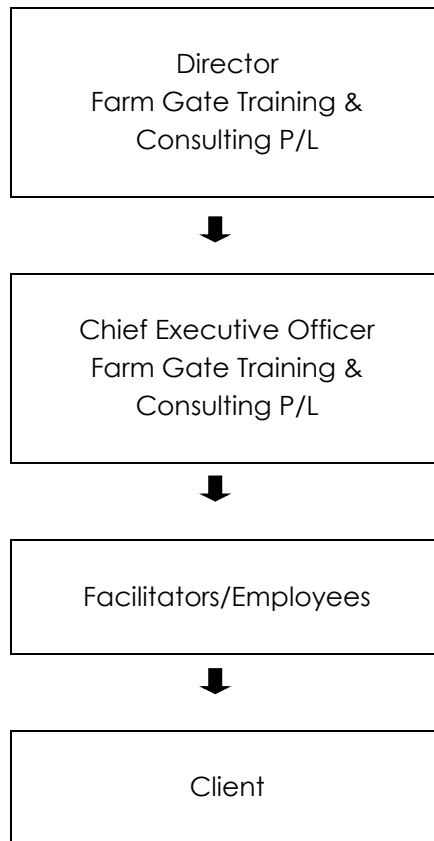 Director
Farm Gate Training &
Consulting P/L
Chief Executive Officer
Farm Gate Training &
Consulting P/L
Facilitators/Employees
Client